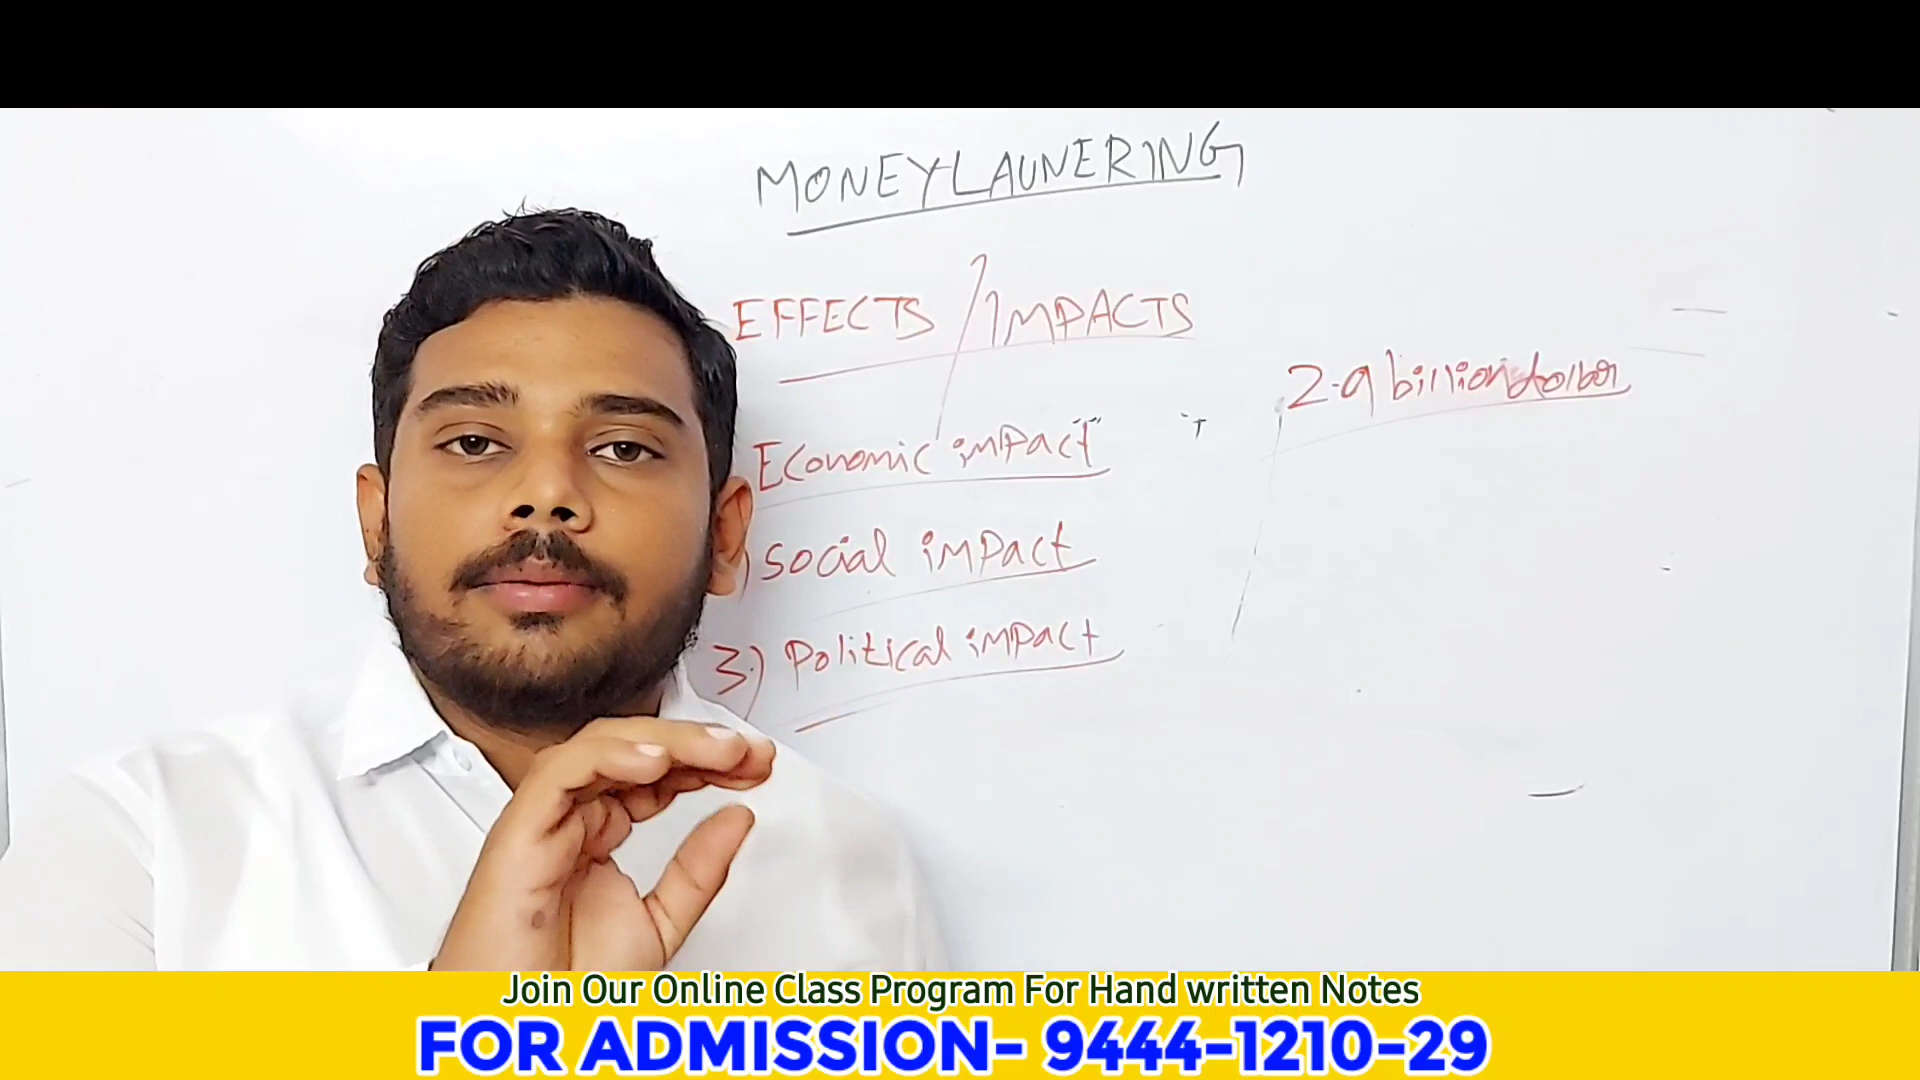 MONEYLAUNERING
EFFECTS / IMPACTS
2.9 billion dollar
Economic impact
) Social impact
3.) Political impact
Join Our Online Class Program For Hand written Notes
FOR ADMISSION- 9444-1210-29